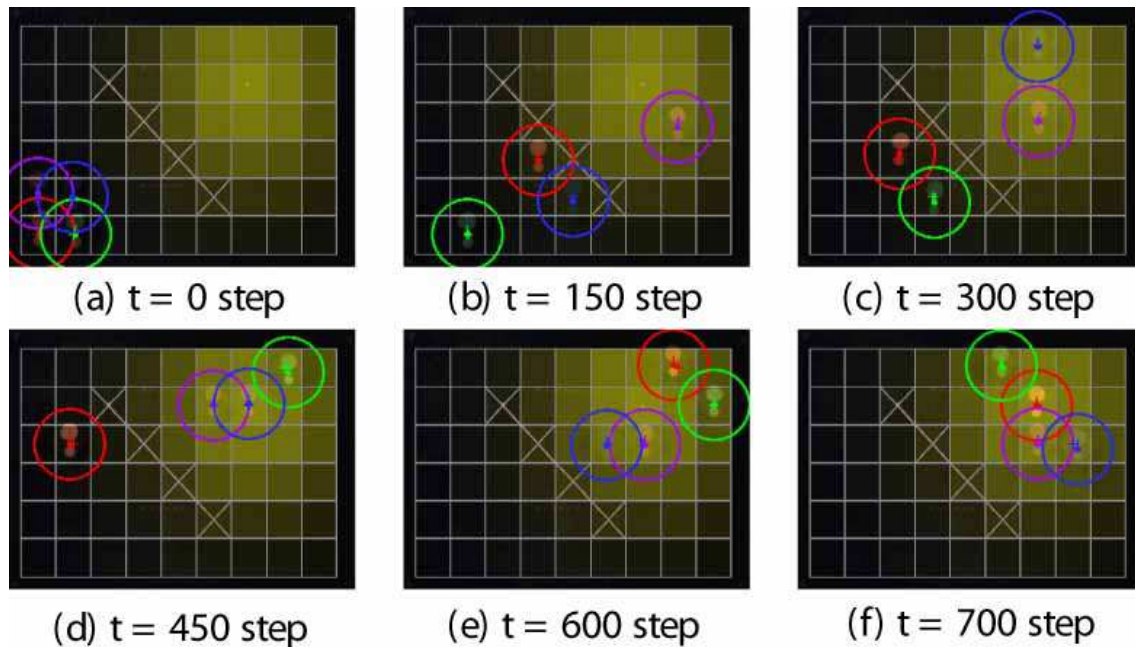 (a) t = 0 step
(b) t = 150 step
(c) t = 300 step
(d) t = 450 step
(e) t = 600 step
(f) t = 700 step